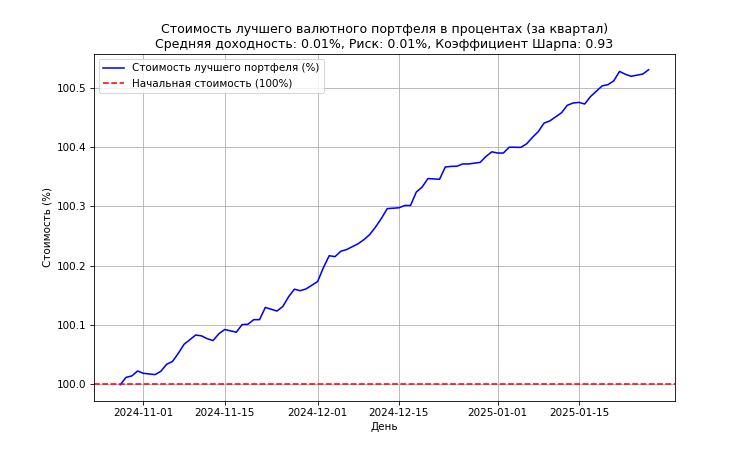 Стоимость лучшего валютного портфеля в процентах (за квартал)
Средняя доходность: 0.01%, Риск: 0.01%, Коэффициент Шарпа: 0.93
Стоимость лучшего портфеля (%)
Начальная стоимость (100%)
100.5
100.4
100.3
100.2
100.1
100.0
Стоимость (%)
2024-11-01
2024-11-15
2024-12-01
2024-12-15
2025-01-01
2025-01-15
День